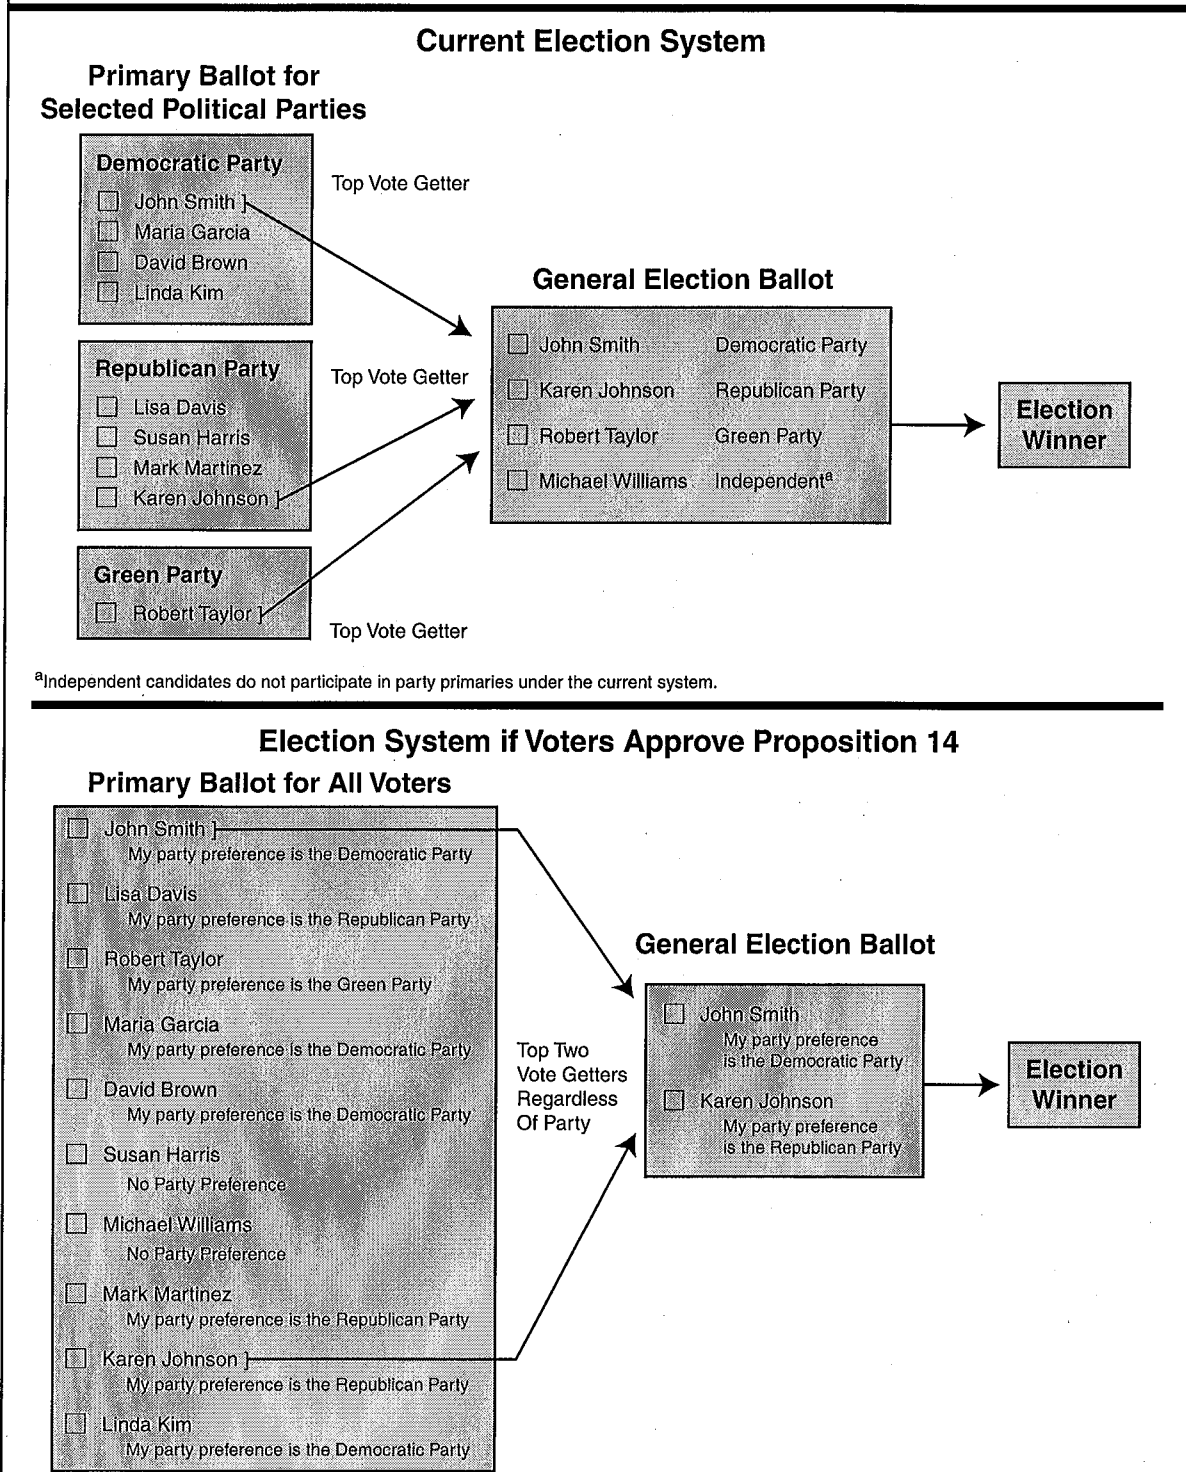 Current Election System
Primary Ballot for
Selected Political Parties
Democratic Party
John Smith ]
Maria Garcia
David Brown
Linda Kim
Top Vote Getter
Republican Party
Lisa Davis
Susan Harris
Mark Martinez
Karen Johnson ]
Top Vote Getter
Green Party
Robert Taylor ]
Top Vote Getter
General Election Ballot
John Smith Democratic Party
Karen Johnson Republican Party
Robert Taylor Green Party
Michael Williams Independentª
Election
Winner
ªIndependent candidates do not participate in party primaries under the current system.
Election System if Voters Approve Proposition 14
Primary Ballot for All Voters
John Smith ]
My party preference is the Democratic Party
Lisa Davis
My party preference is the Republican Party
Robert Taylor
My party preference is the Green Party
Maria Garcia
My party preference is the Democratic Party
David Brown
My party preference is the Democratic Party
Susan Harris
No Party Preference
Michael Williams
No Party Preference
Mark Martinez
My party preference is the Republican Party
Karen Johnson ]
My party preference is the Republican Party
Linda Kim
My party preference is the Democratic Party
Top Two
Vote Getters
Regardless
Of Party
General Election Ballot
John Smith
My party preference
is the Democratic Party
Karen Johnson
My party preference
is the Republican Party
Election
Winner